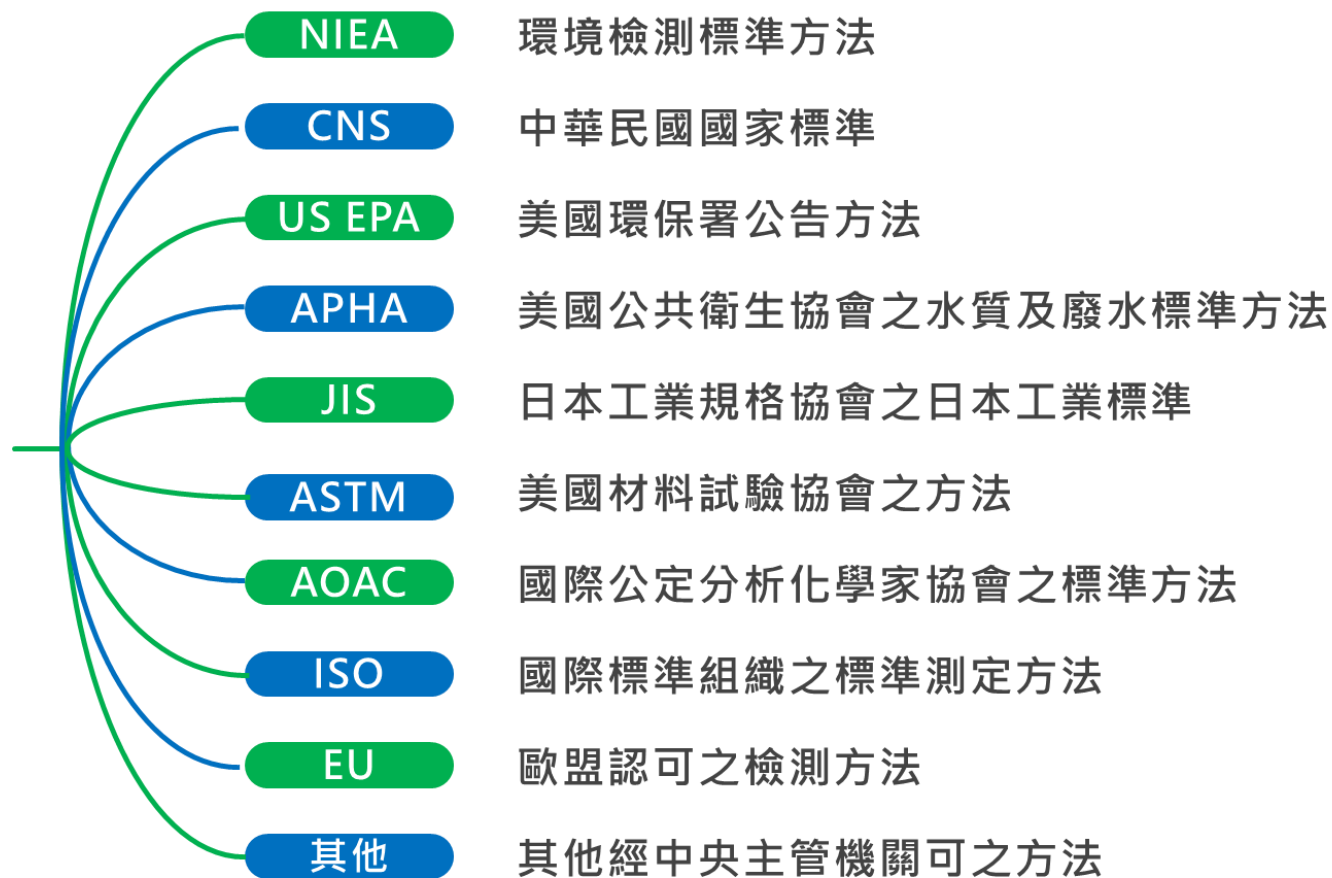 NIEA 環境檢測標準方法
CNS 中華民國國家標準
US EPA 美國環保署公告方法
APHA 美國公共衛生協會之水質及廢水標準方法
JIS 日本工業規格協會之日本工業標準
ASTM 美國材料試驗協會之方法
AOAC 國際公定分析化學家協會之標準方法
ISO 國際標準組織之標準測定方法
EU 歐盟認可之檢測方法
其他 其他經中央主管機關可之方法